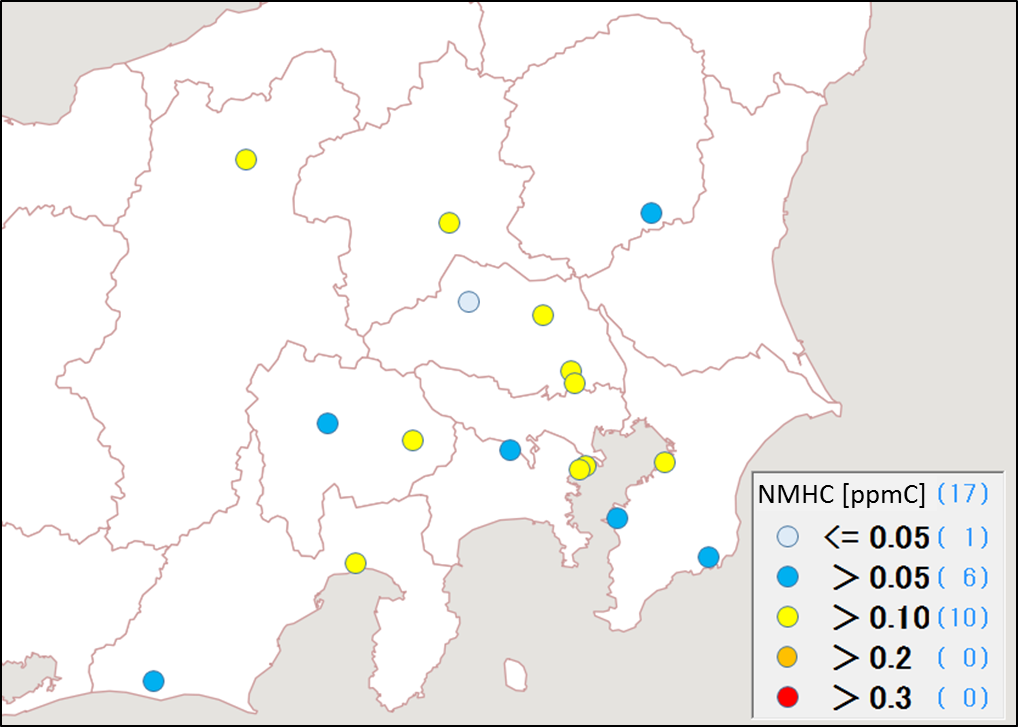 NMHC [ppmC] (17)
<= 0.05 ( 1)
> 0.05 ( 6)
> 0.10 (10)
> 0.2 ( 0)
> 0.3 ( 0)